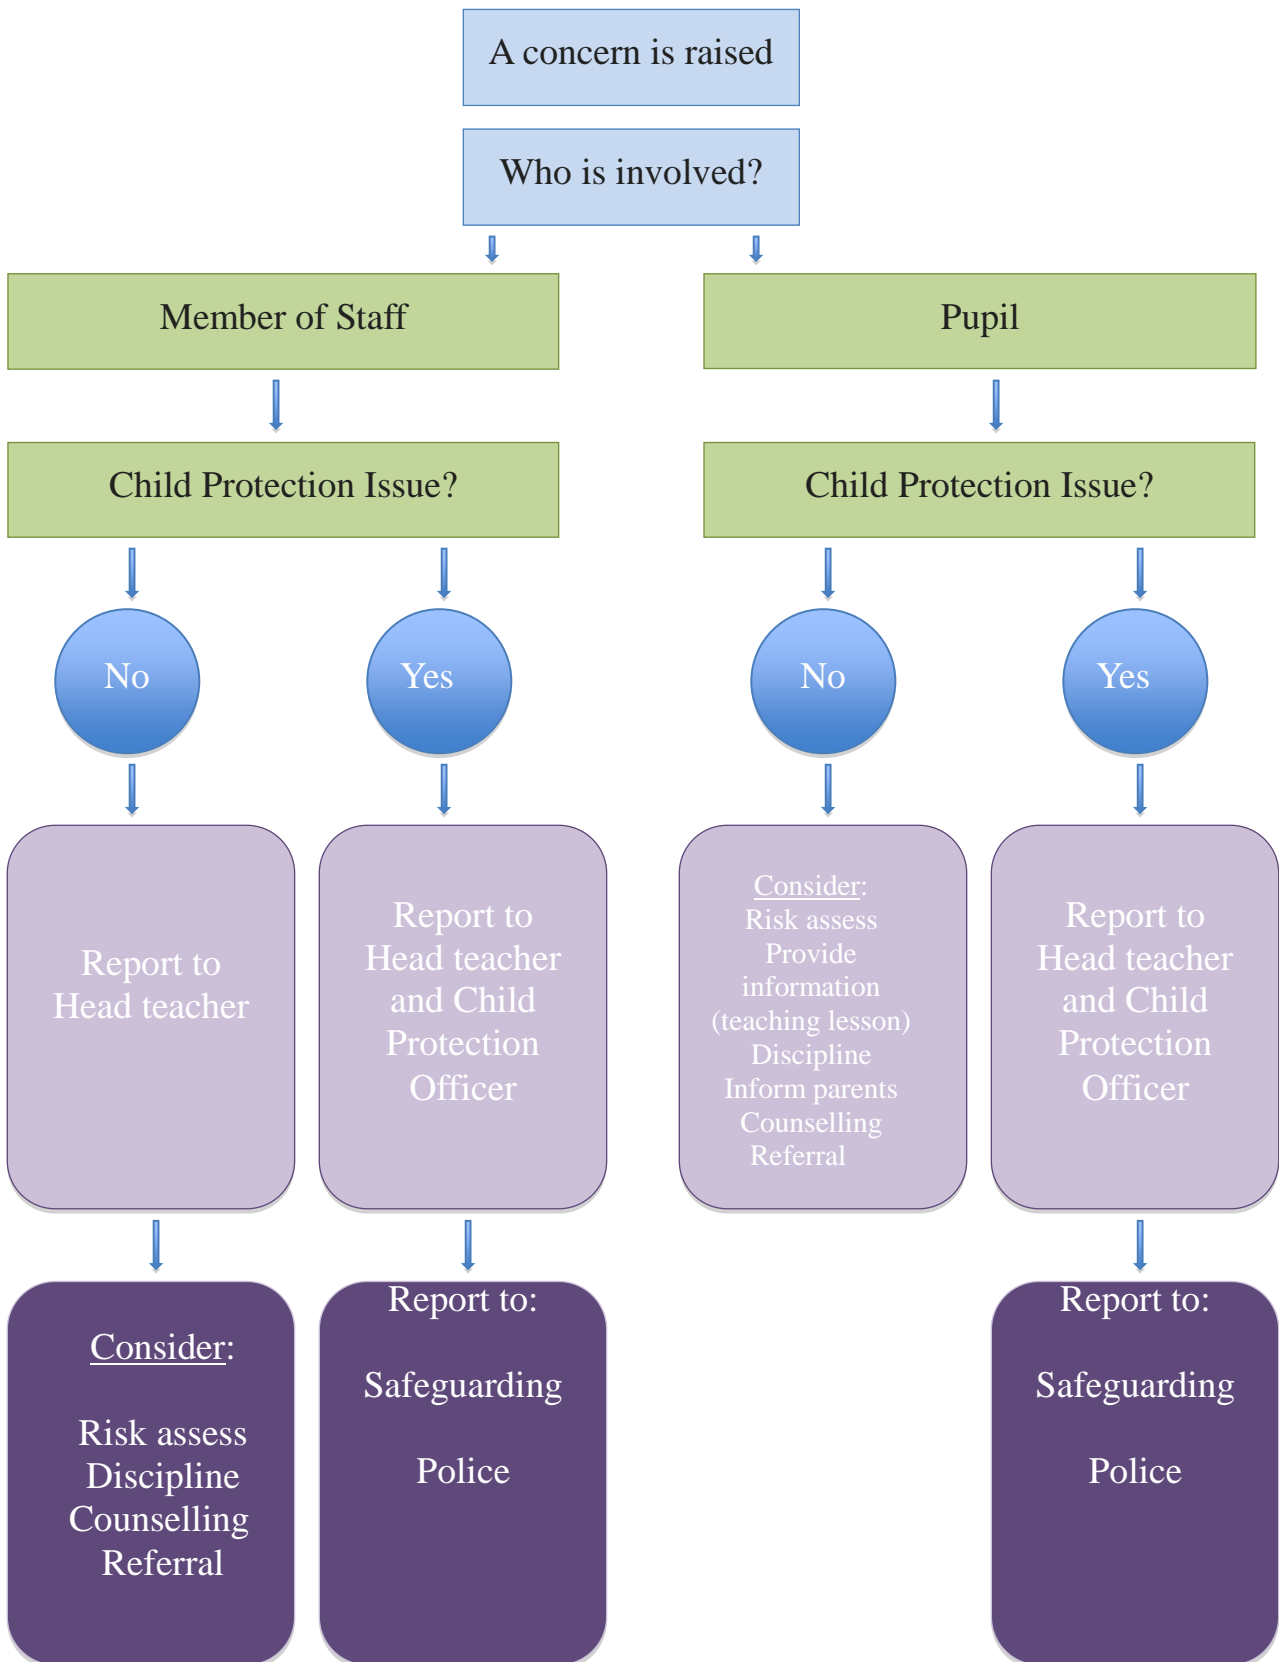 A concern is raised
Who is involved?
Member of Staff
Pupil
Child Protection Issue?
Child Protection Issue?
No
Yes
No
Yes
Report to
Head teacher
Report to
Head teacher
and Child
Protection
Officer
Consider:
Risk assess
Provide
information
(teaching lesson)
Discipline
Inform parents
Counselling
Referral
Report to
Head teacher
and Child
Protection
Officer
Consider:
Risk assess
Discipline
Counselling
Referral
Report to:
Safeguarding
Police
Report to:
Safeguarding
Police